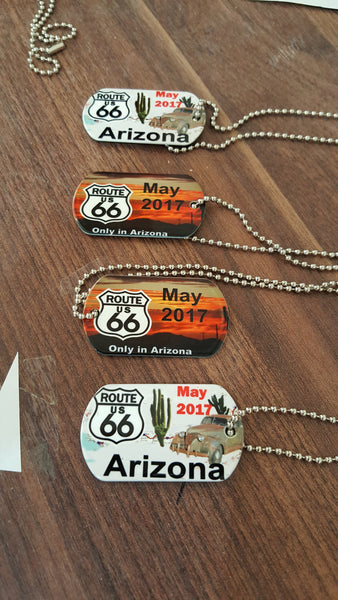 ROUTE
US
66
May
2017
Arizona
ROUTE
US
66
May
2017
Only in Arizona
ROUTE
US
66
May
2017
Only in Arizona
ROUTE
US
66
May
2017
Arizona